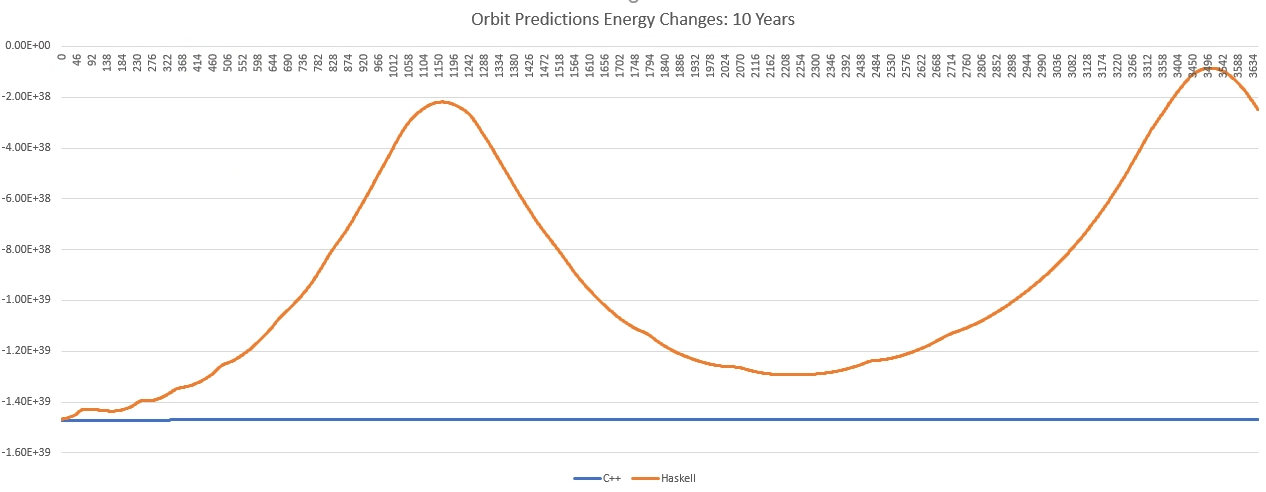 Orbit Predictions Energy Changes: 10 Years
0.00E+00
0 46 92 138 184 230 276 322 368 414 460 506 552 598 644 690 736 782 828 874 920 966 1012 1058 1104 1150 1196 1242 1288 1334 1380 1426 1472 1518 1564 1610 1656 1702 1748 1794 1840 1886 1932 1978 2024 2070 2116 2162 2208 2254 2300 2346 2392 2438 2484 2530 2576 2622 2668 2714 2760 2806 2852 2898 2944 2990 3036 3082 3128 3174 3220 3266 3312 3358 3404 3450 3496 3542 3588 3634
-2.00E+38
-4.00E+38
-6.00E+38
-8.00E+38
-1.00E+39
-1.20E+39
-1.40E+39
-1.60E+39
C++ Haskell